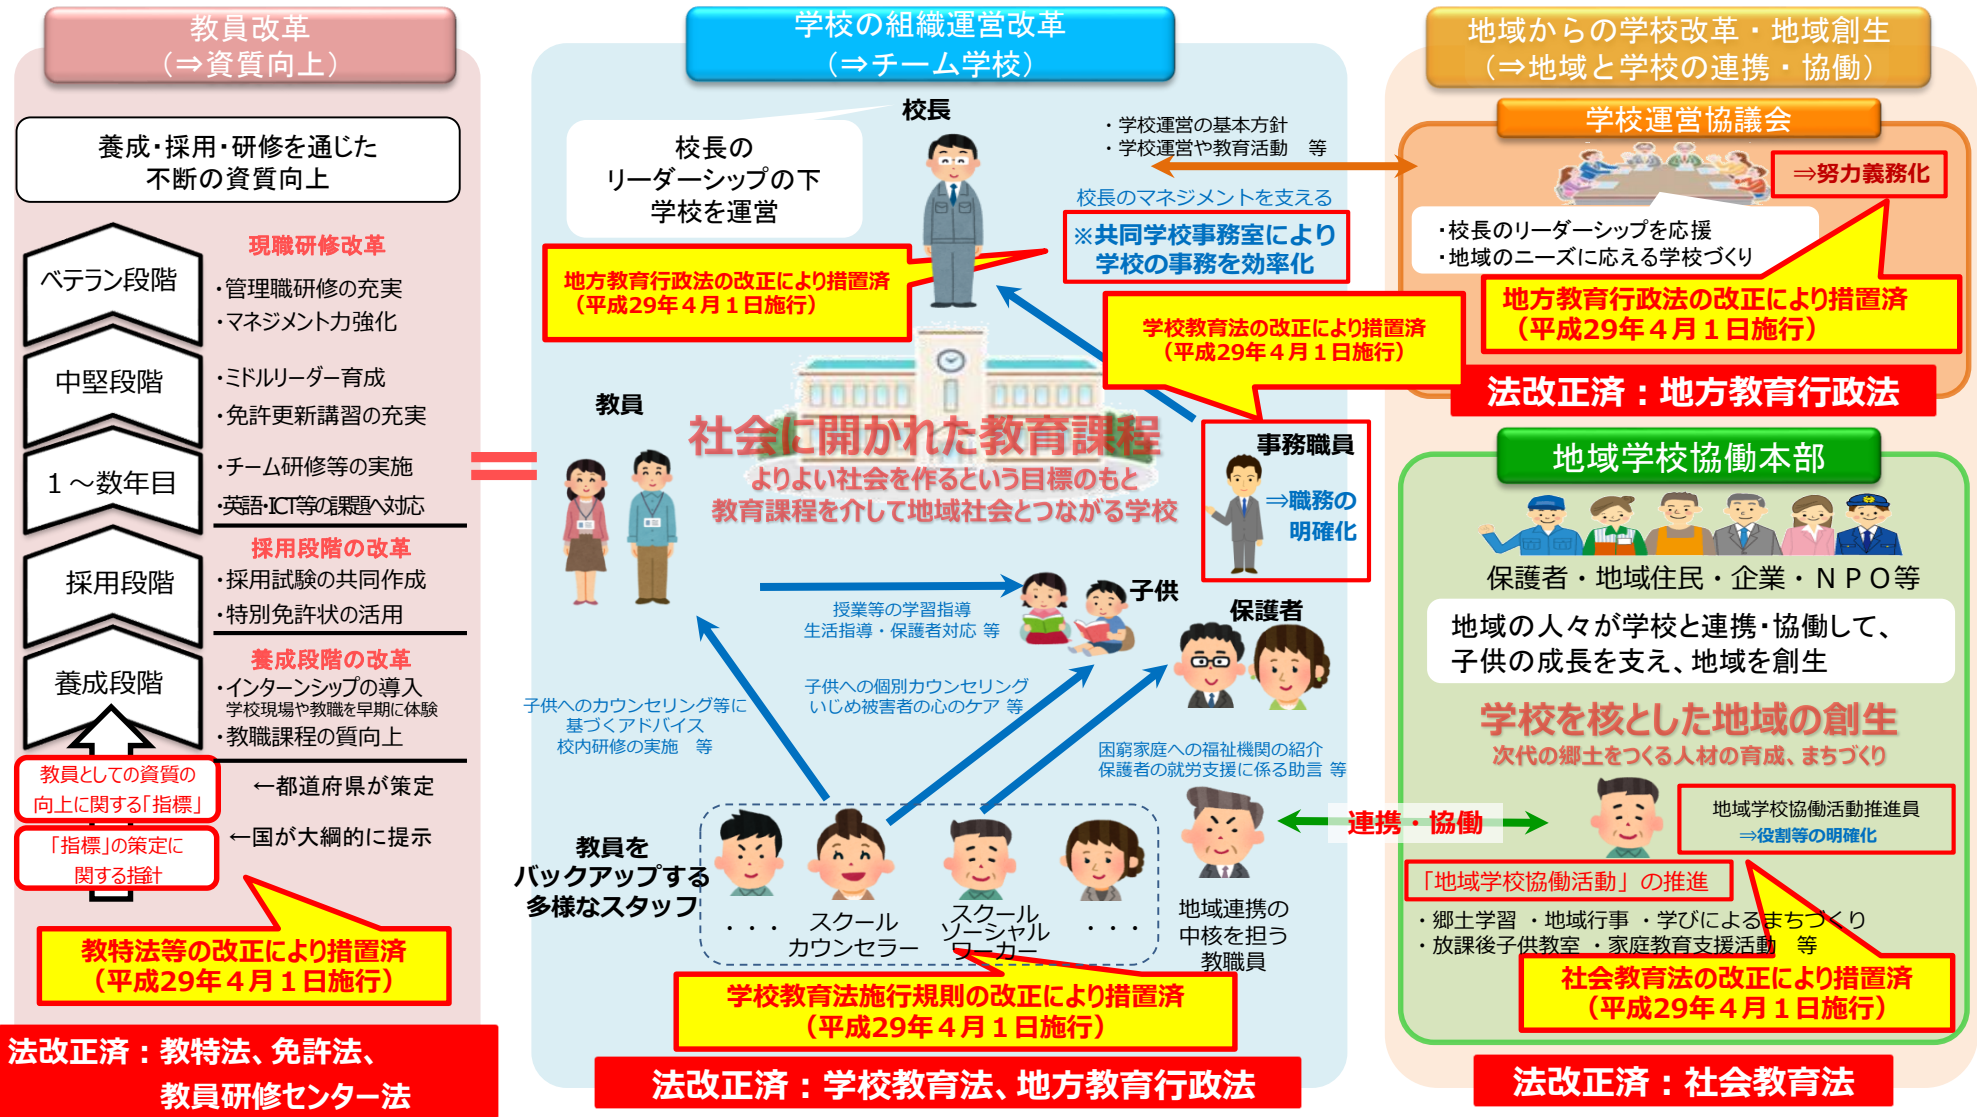 教員改革
(⇒資質向上)
養成・採用・研修を通じた
不断の資質向上
ベテラン段階
中堅段階
１～数年目
採用段階
養成段階
現職研修改革
・管理職研修の充実
・マネジメント力強化
・ミドルリーダー育成
・免許更新講習の充実
・チーム研修等の実施
・英語・ICT等の課題へ対応
採用段階の改革
・採用試験の共同作成
・特別免許状の活用
養成段階の改革
・インターンシップの導入
学校現場や教職を早期に体験
・教職課程の質向上
教員としての資質の
向上に関する「指標」
←都道府県が策定
「指標」の策定に
関する指針
←国が大綱的に提示
教特法等の改正により措置済
（平成29年４月１日施行）
法改正済：教特法、免許法、
教員研修センター法
＝
学校の組織運営改革
(⇒チーム学校)
校長の
リーダーシップの下
学校を運営
校長
・学校運営の基本方針
・学校運営や教育活動　等
校長のマネジメントを支える
※共同学校事務室により
学校の事務を効率化
地方教育行政法の改正により措置済
（平成29年４月１日施行）
学校教育法の改正により措置済
（平成29年４月１日施行）
教員
社会に開かれた教育課程
よりよい社会を作るという目標のもと
教育課程を介して地域社会とつながる学校
事務職員
⇒職務の
明確化
授業等の学習指導
生活指導・保護者対応 等
子供
保護者
子供へのカウンセリング等に
基づくアドバイス
校内研修の実施　等
子供への個別カウンセリング
いじめ被害者の心のケア 等
困窮家庭への福祉機関の紹介
保護者の就労支援に係る助言 等
教員を
バックアップする
多様なスタッフ
・・・
スクール
カウンセラー
スクール
ソーシャル
ワーカー
・・・
地域連携の
中核を担う
教職員
連携・協働
学校教育法施行規則の改正により措置済
（平成29年４月１日施行）
法改正済：学校教育法、地方教育行政法
地域からの学校改革・地域創生
(⇒地域と学校の連携・協働)
学校運営協議会
⇒努力義務化
・校長のリーダーシップを応援
・地域のニーズに応える学校づくり
地方教育行政法の改正により措置済
（平成29年４月１日施行）
法改正済：地方教育行政法
地域学校協働本部
保護者・地域住民・企業・ＮＰＯ等
地域の人々が学校と連携・協働して、
子供の成長を支え、地域を創生
学校を核とした地域の創生
次代の郷土をつくる人材の育成、まちづくり
地域学校協働活動推進員
⇒役割等の明確化
「地域学校協働活動」の推進
・郷土学習 ・地域行事 ・学びによるまちづくり
・放課後子供教室 ・家庭教育支援活動　等
社会教育法の改正により措置済
（平成29年４月１日施行）
法改正済：社会教育法